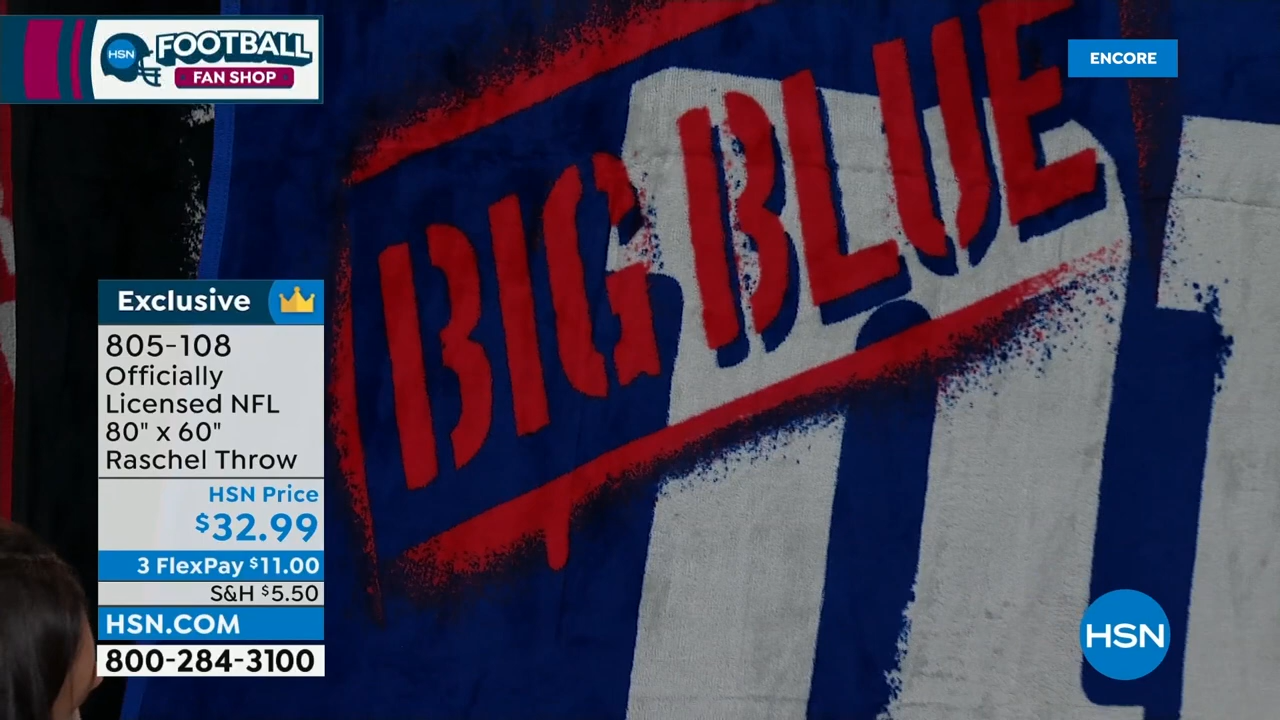 HSN
FOOTBALL
FAN SHOP
ENCORE
BIG BLUE
Exclusive
805-108
Officially
Licensed NFL
80" x 60"
Raschel Throw
HSN Price
$32.99
3 FlexPay $11.00
S&H $5.50
HSN.COM
800-284-3100
HSN